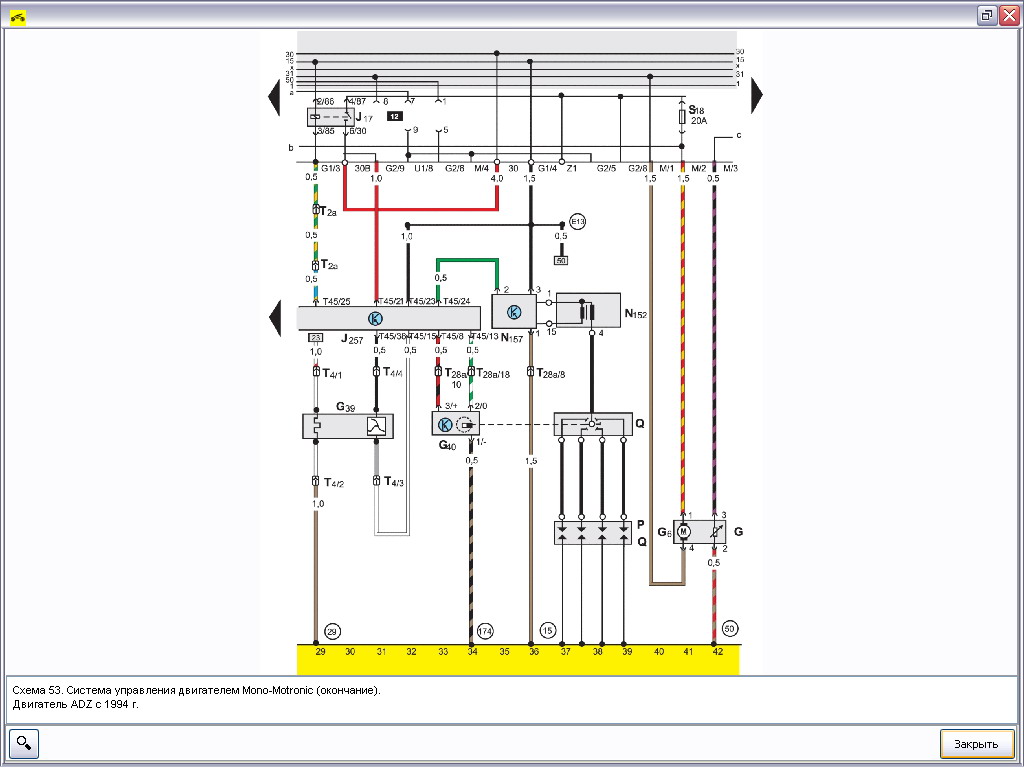 30 30
15 15
x x
31 31
50
1 1
a
2/86 4/87 8 7 1
J17 12 S18 20A
3/85 6/30 9 5 c
b
G1/3 30B G2/9 U1/8 G2/8 M/4 30 G1/4 Z1 G2/5 G2/8 M/1 M/2 M/3
0,5 1,0 4,0 1,5 1,5 1,5 0,5
T2a
0,5 1,0 E13 0,5
50
T2a
0,5 0,5
2 3 1
T45/25 T45/21 T45/23 T45/24
N152
J257 15
23 T45/36 T45/15 T45/8 T45/13 N157 1 4
1,0 0,5 0,5 0,5 0,5
T4/1 T4/4 T28a/10 T28a/18 T28a/8
G39 3/+ 2/0
Q
G40 1/-
0,5 1,5
T4/2 T4/3
1,0
1 3
P
Q
G6 M G
4 2
0,5
29 174 15 50
29 30 31 32 33 34 35 36 37 38 39 40 41 42
Схема 53. Система управления двигателем Mono-Motronic (окончание).
Двигатель ADZ с 1994 г.
Закрыть